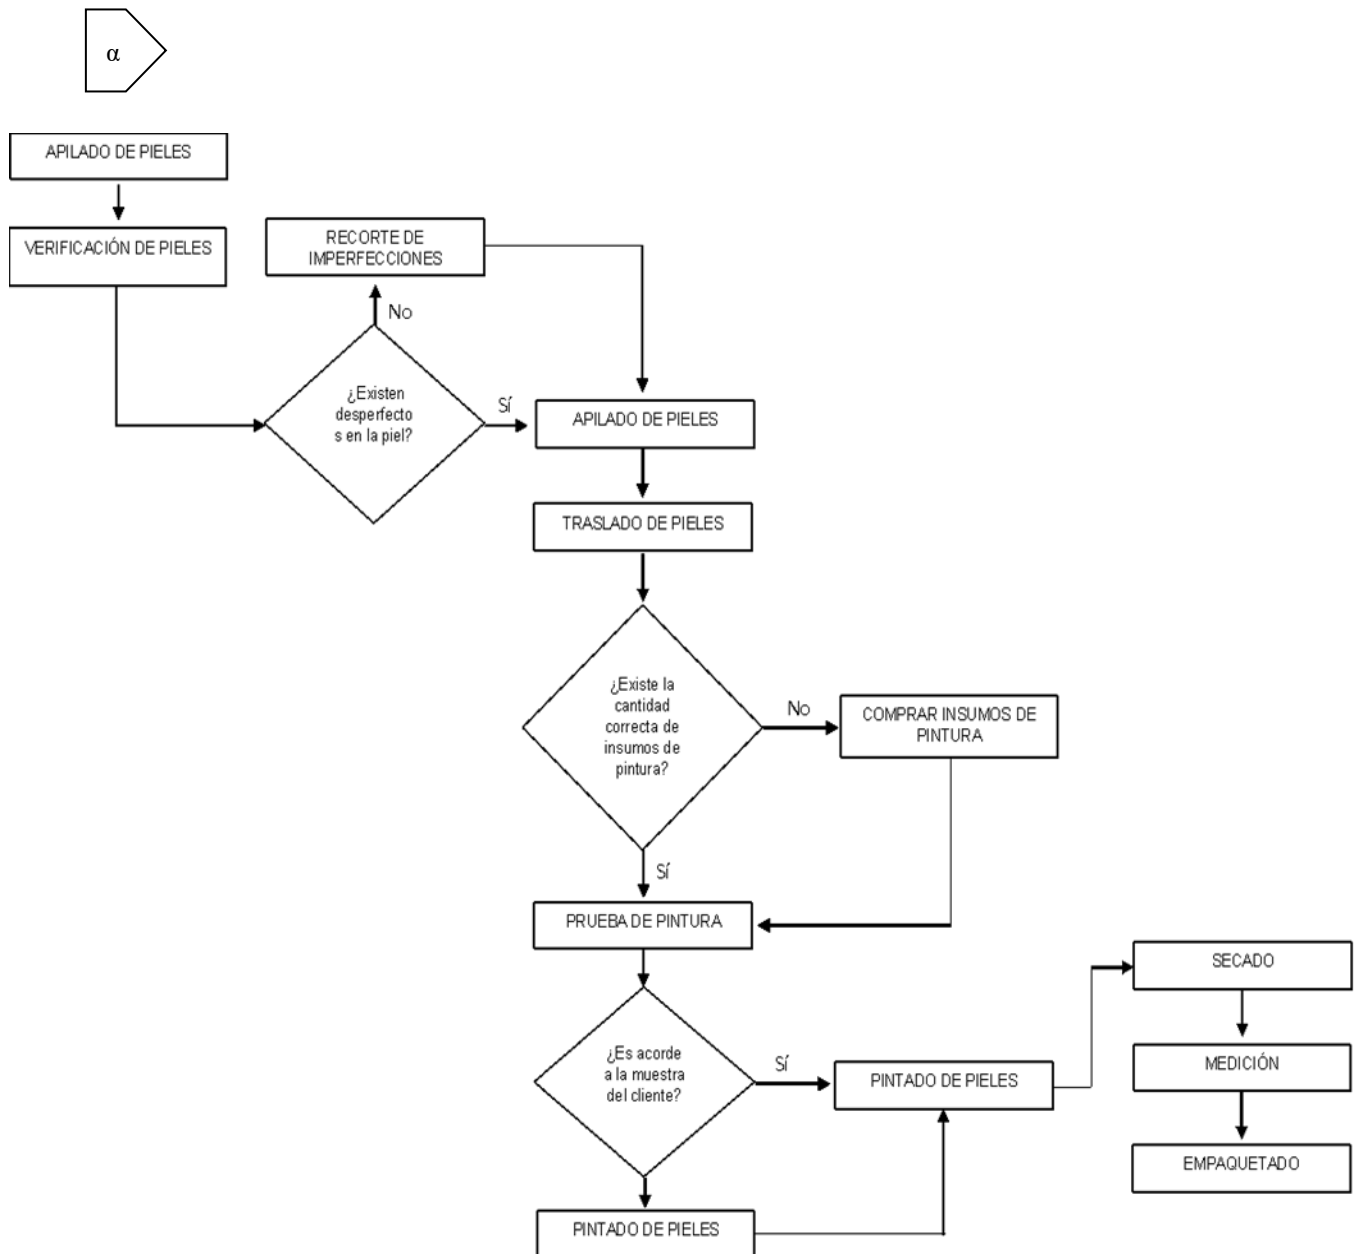 α
APILADO DE PIELES
VERIFICACIÓN DE PIELES
RECORTE DE
IMPERFECCIONES
No
¿Existen
desperfecto
s en la piel?
Sí
APILADO DE PIELES
TRASLADO DE PIELES
¿Existe la
cantidad
correcta de
insumos de
pintura?
No
COMPRAR INSUMOS DE
PINTURA
Sí
PRUEBA DE PINTURA
¿Es acorde
a la muestra
del cliente?
Sí
PINTADO DE PIELES
PINTADO DE PIELES
SECADO
MEDICIÓN
EMPAQUETADO